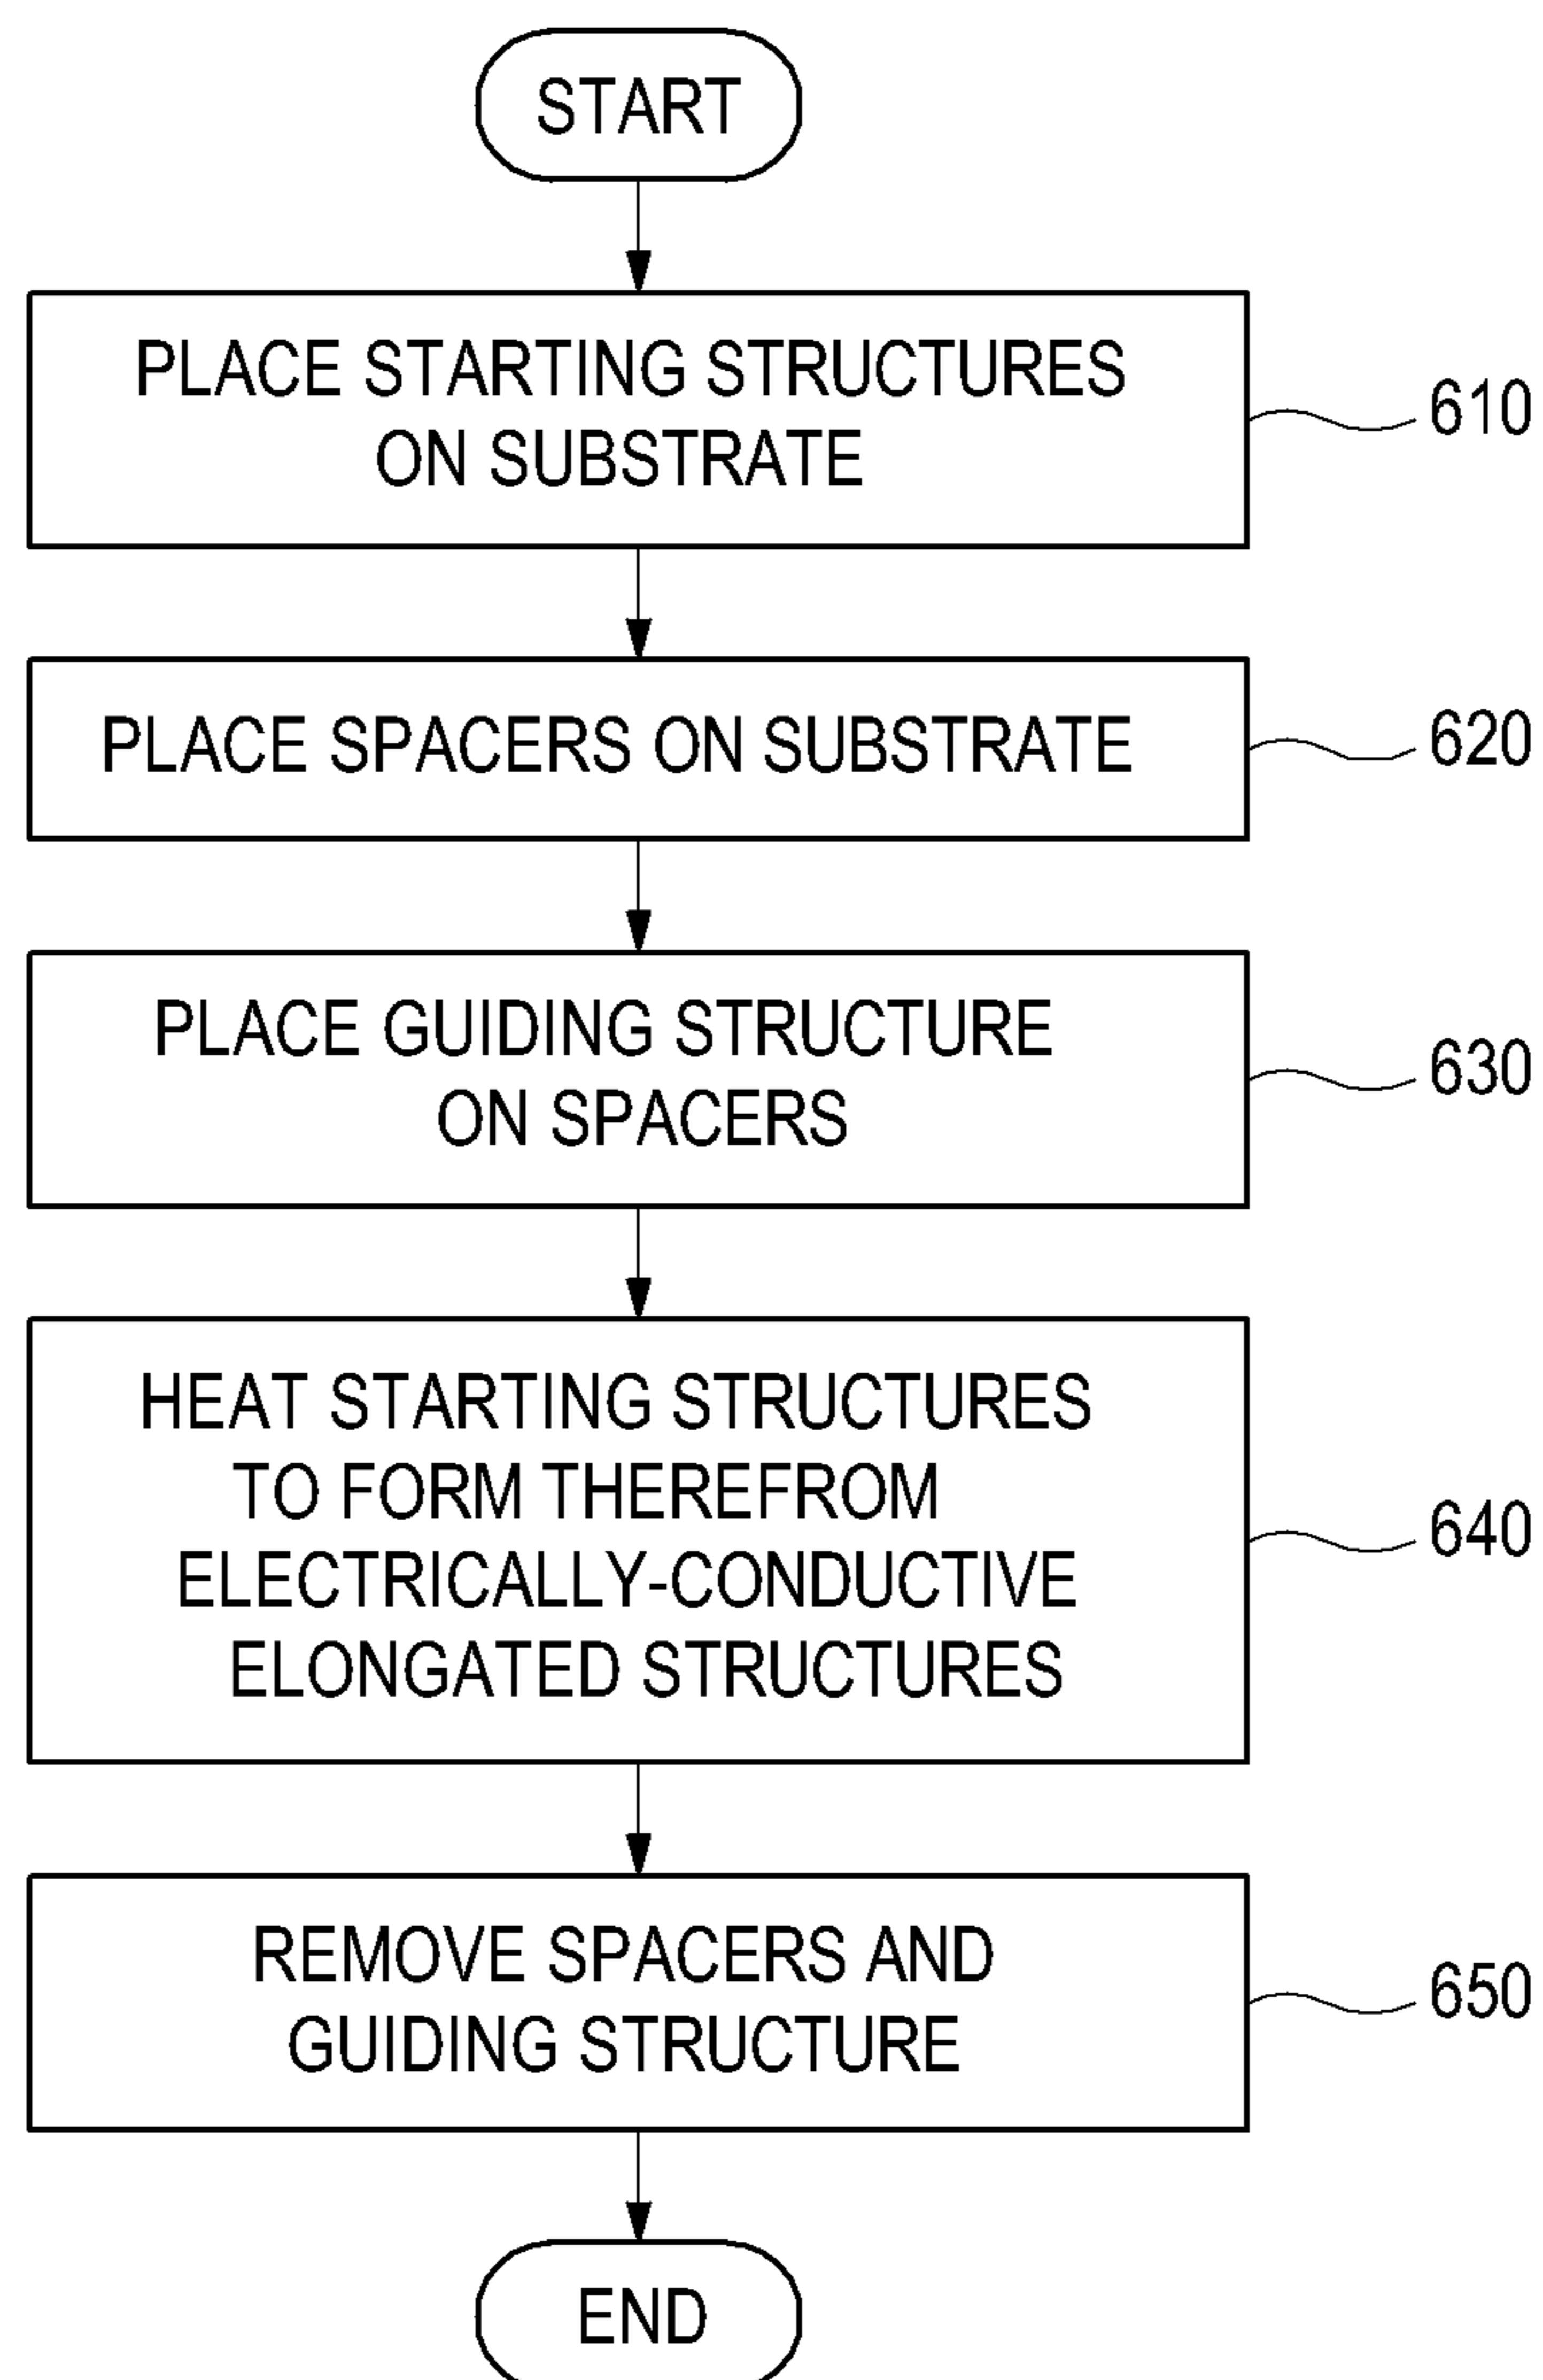 START
PLACE STARTING STRUCTURES
ON SUBSTRATE
610
PLACE SPACERS ON SUBSTRATE
620
PLACE GUIDING STRUCTURE
ON SPACERS
630
HEAT STARTING STRUCTURES
TO FORM THEREFROM
ELECTRICALLY-CONDUCTIVE
ELONGATED STRUCTURES
640
REMOVE SPACERS AND
GUIDING STRUCTURE
650
END